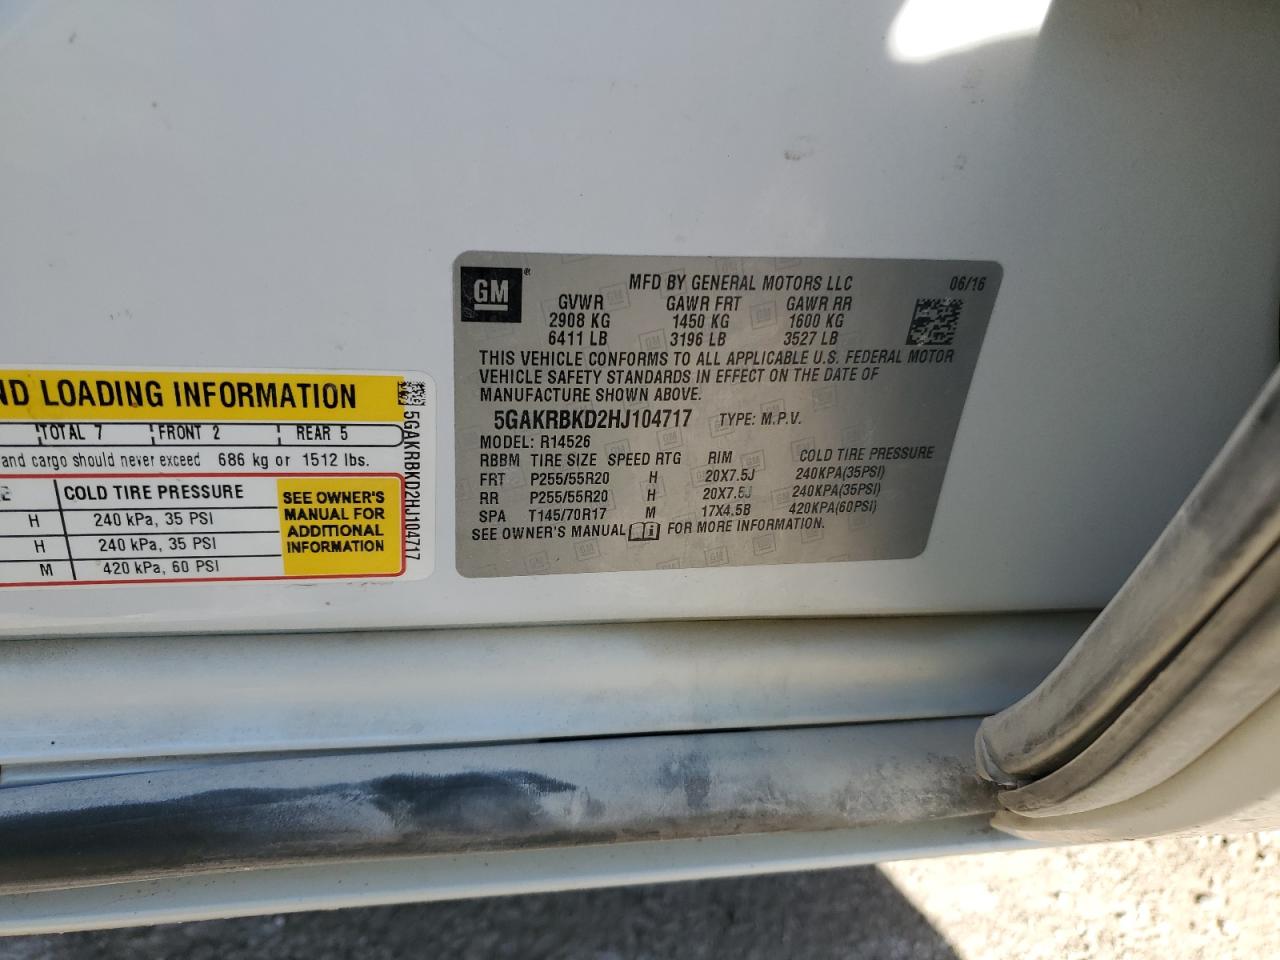 GM ®
MFD BY GENERAL MOTORS LLC 06/16
GVWR GAWR FRT GAWR RR
2908 KG 1450 KG 1600 KG
6411 LB 3196 LB 3527 LB
THIS VEHICLE CONFORMS TO ALL APPLICABLE U.S. FEDERAL MOTOR
VEHICLE SAFETY STANDARDS IN EFFECT ON THE DATE OF
MANUFACTURE SHOWN ABOVE.
5GAKRBKD2HJ104717 TYPE: M.P.V.
MODEL: R14526
RBBM TIRE SIZE SPEED RTG RIM COLD TIRE PRESSURE
FRT P255/55R20 H 20X7.5J 240KPA(35PSI)
RR P255/55R20 H 20X7.5J 240KPA(35PSI)
SPA T145/70R17 M 17X4.5B 420KPA(60PSI)
SEE OWNER'S MANUAL FOR MORE INFORMATION.
ND LOADING INFORMATION
TOTAL 7 FRONT 2 REAR 5
and cargo should never exceed 686 kg or 1512 lbs.
COLD TIRE PRESSURE
H 240 kPa, 35 PSI
H 240 kPa, 35 PSI
M 420 kPa, 60 PSI
SEE OWNER'S
MANUAL FOR
ADDITIONAL
INFORMATION
5GAKRBKD2HJ104717